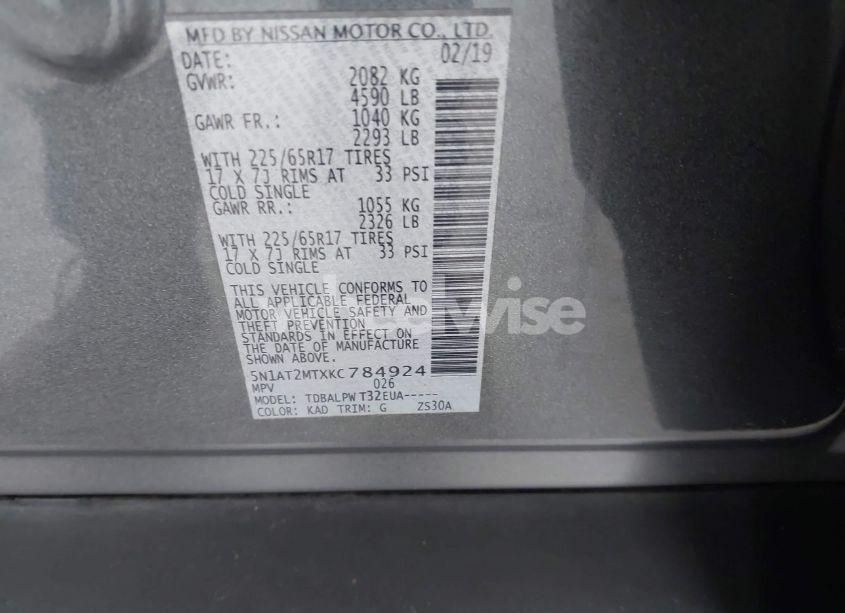 MFD BY NISSAN MOTOR CO., LTD.
DATE: 02/19
GVWR: 2082 KG
4590 LB
GAWR FR.: 1040 KG
2293 LB
WITH 225/65R17 TIRES
17 X 7J RIMS AT 33 PSI
COLD SINGLE
GAWR RR.: 1055 KG
2326 LB
WITH 225/65R17 TIRES
17 X 7J RIMS AT 33 PSI
COLD SINGLE
THIS VEHICLE CONFORMS TO
ALL APPLICABLE FEDERAL
MOTOR VEHICLE SAFETY AND
THEFT PREVENTION
STANDARDS IN EFFECT ON
THE DATE OF MANUFACTURE
SHOWN ABOVE.
5N1AT2MTXKC784924
MPV 026
MODEL: TDBALPW T32EUA-----
COLOR: KAD TRIM: G ZS30A